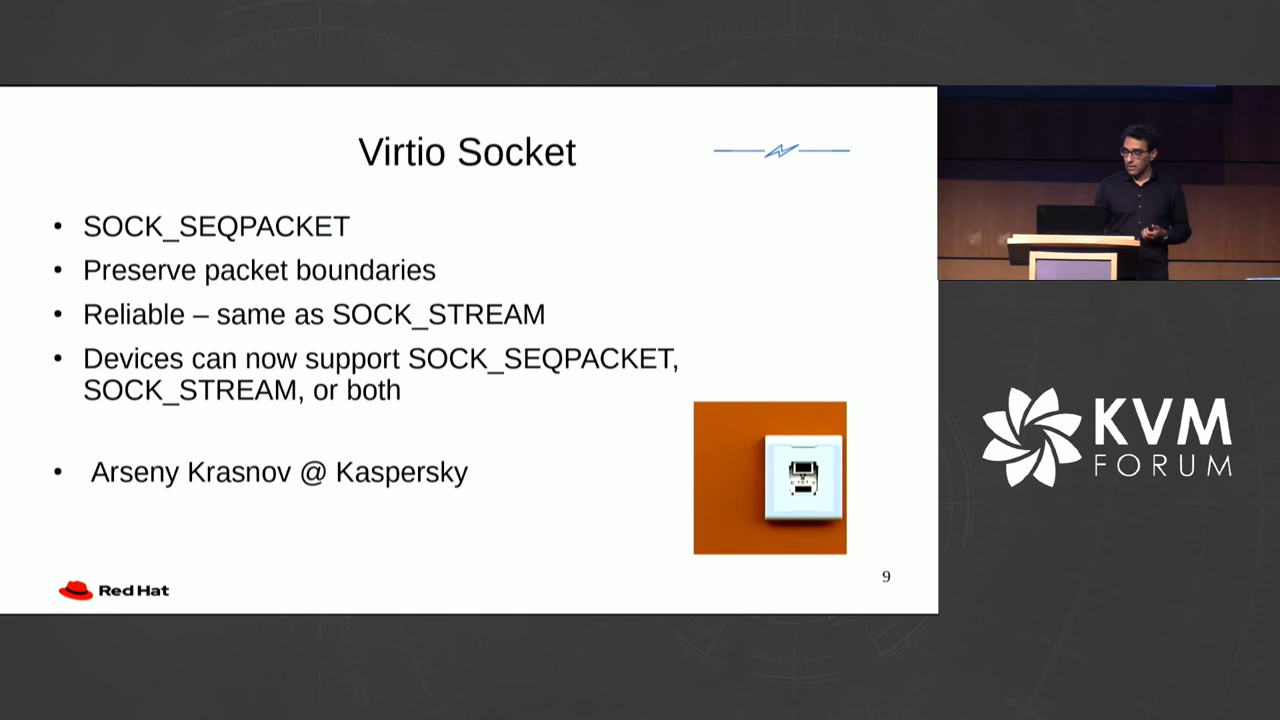 Virtio Socket
• SOCK_SEQPACKET
• Preserve packet boundaries
• Reliable – same as SOCK_STREAM
• Devices can now support SOCK_SEQPACKET,
SOCK_STREAM, or both
• Arseny Krasnov @ Kaspersky
Red Hat
9
KVM
FORUM